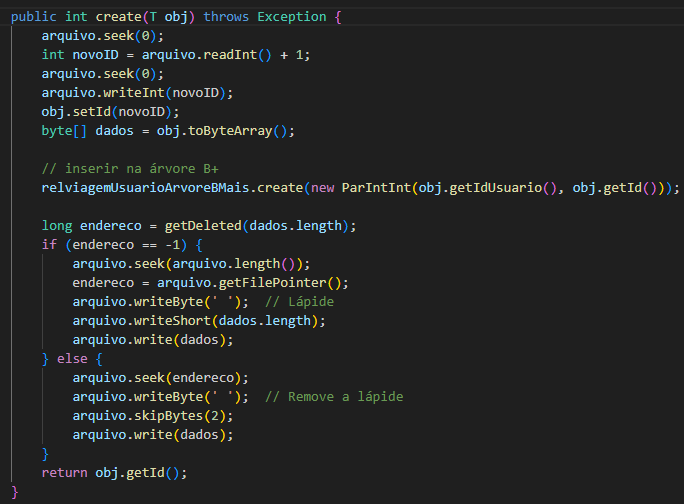 public int create(T obj) throws Exception {
    arquivo.seek(0);
    int novoID = arquivo.readInt() + 1;
    arquivo.seek(0);
    arquivo.writeInt(novoID);
    obj.setId(novoID);
    byte[] dados = obj.toByteArray();

    // inserir na árvore B+
    relviagemUsuarioArvoreBMais.create(new ParIntInt(obj.getIdUsuario(), obj.getId()));

    long endereco = getDeleted(dados.length);
    if (endereco == -1) {
        arquivo.seek(arquivo.length());
        endereco = arquivo.getFilePointer();
        arquivo.writeByte(' ');  // Lápide
        arquivo.writeShort(dados.length);
        arquivo.write(dados);
    } else {
        arquivo.seek(endereco);
        arquivo.writeByte(' ');  // Remove a lápide
        arquivo.skipBytes(2);
        arquivo.write(dados);
    }
    return obj.getId();
}